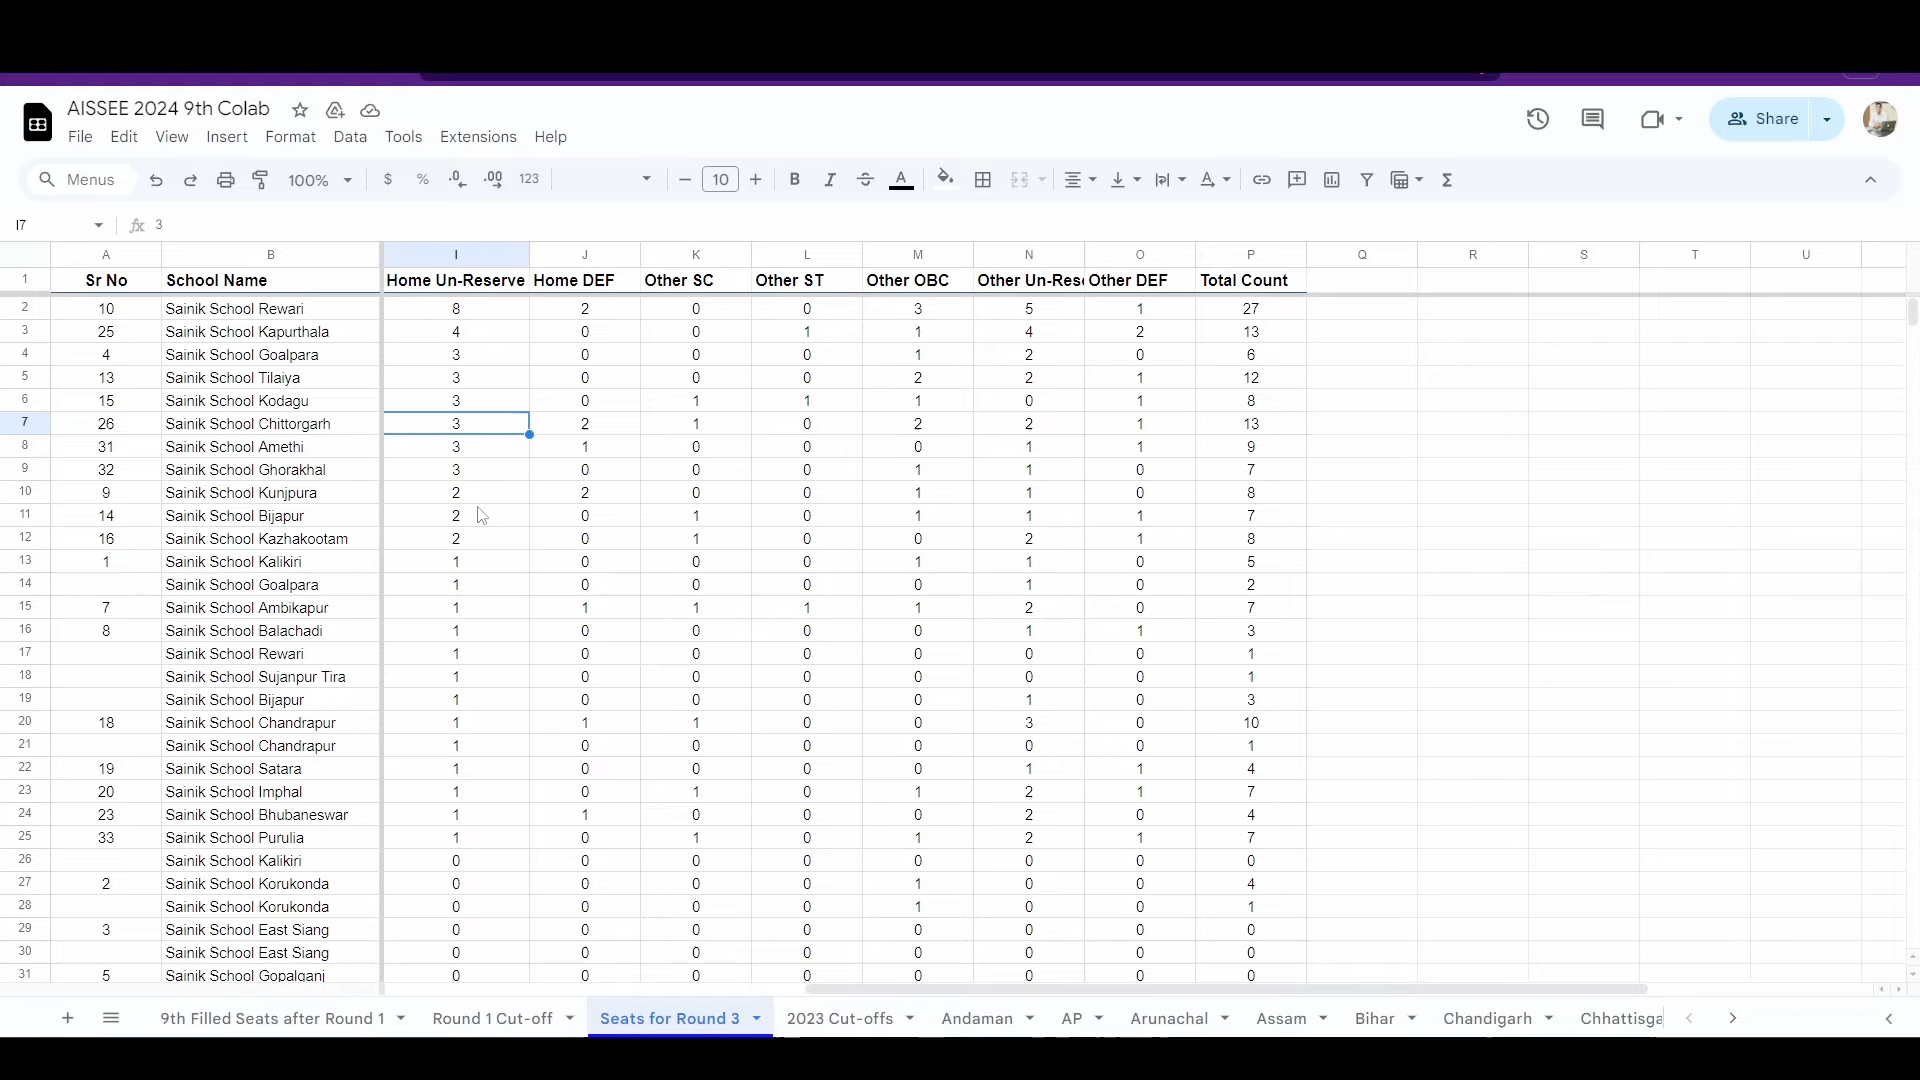 AISSEE 2024 9th Colab
File Edit View Insert Format Data Tools Extensions Help
Share
Menus 100% $ % .0 .00 123 10 B I A Σ
I7 fx 3
A B I J K L M N O P Q R S T U
1 Sr No School Name Home Un-Reserve Home DEF Other SC Other ST Other OBC Other Un-Rese Other DEF Total Count
2 10 Sainik School Rewari 8 2 0 0 3 5 1 27
3 25 Sainik School Kapurthala 4 0 0 1 1 4 2 13
4 4 Sainik School Goalpara 3 0 0 0 1 2 0 6
5 13 Sainik School Tilaiya 3 0 0 0 2 2 1 12
6 15 Sainik School Kodagu 3 0 1 1 1 0 1 8
7 26 Sainik School Chittorgarh 3 2 1 0 2 2 1 13
8 31 Sainik School Amethi 3 1 0 0 0 1 1 9
9 32 Sainik School Ghorakhal 3 0 0 0 1 1 0 7
10 9 Sainik School Kunjpura 2 2 0 0 1 1 0 8
11 14 Sainik School Bijapur 2 0 1 0 1 1 1 7
12 16 Sainik School Kazhakootam 2 0 1 0 0 2 1 8
13 1 Sainik School Kalikiri 1 0 0 0 1 1 0 5
14 Sainik School Goalpara 1 0 0 0 0 1 0 2
15 7 Sainik School Ambikapur 1 1 1 1 1 2 0 7
16 8 Sainik School Balachadi 1 0 0 0 0 1 1 3
17 Sainik School Rewari 1 0 0 0 0 0 0 1
18 Sainik School Sujanpur Tira 1 0 0 0 0 0 0 1
19 Sainik School Bijapur 1 0 0 0 0 1 0 3
20 18 Sainik School Chandrapur 1 1 1 0 0 3 0 10
21 Sainik School Chandrapur 1 0 0 0 0 0 0 1
22 19 Sainik School Satara 1 0 0 0 0 1 1 4
23 20 Sainik School Imphal 1 0 1 0 1 2 1 7
24 23 Sainik School Bhubaneswar 1 1 0 0 0 2 0 4
25 33 Sainik School Purulia 1 0 1 0 1 2 1 7
26 Sainik School Kalikiri 0 0 0 0 0 0 0 0
27 2 Sainik School Korukonda 0 0 0 0 1 0 0 4
28 Sainik School Korukonda 0 0 0 0 1 0 0 1
29 3 Sainik School East Siang 0 0 0 0 0 0 0 0
30 Sainik School East Siang 0 0 0 0 0 0 0 0
31 5 Sainik School Gopalganj 0 0 0 0 0 0 0 0
9th Filled Seats after Round 1 Round 1 Cut-off Seats for Round 3 2023 Cut-offs Andaman AP Arunachal Assam Bihar Chandigarh Chhattisga